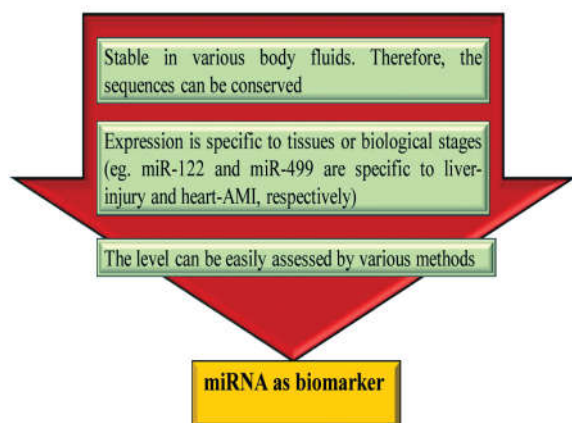 Stable in various body fluids. Therefore, the
sequences can be conserved
Expression is specific to tissues or biological stages
(eg. miR-122 and miR-499 are specific to liver-
injury and heart-AMI, respectively)
The level can be easily assessed by various methods
miRNA as biomarker